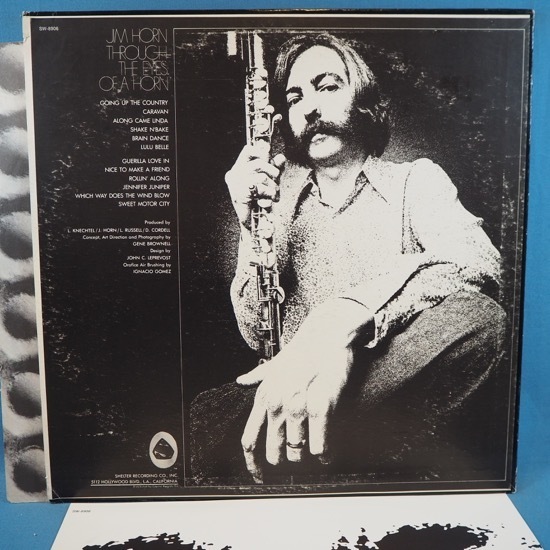 SW-8906
JIM HORN
THROUGH
THE EYES
OF A HORN
GOING UP THE COUNTRY
CARAVAN
ALONG CAME LINDA
SHAKE N'BAKE
BRAIN DANCE
LULU BELLE
GUERILLA LOVE IN
NICE TO MAKE A FRIEND
ROLLIN' ALONG
JENNIFER JUNIPER
WHICH WAY DOES THE WIND BLOW
SWEET MOTOR CITY
Produced by
L. KNECHTEL/J. HORN/L. RUSSELL/D. CORDELL
Concept, Art Direction and Photography by
GENE BROWNELL
Design by
JOHN C. LEPREVOST
Orafice Air Brushing by
IGNACIO GOMEZ
SHELTER RECORDING CO., INC.
5112 HOLLYWOOD BLVD., L.A., CALIFORNIA